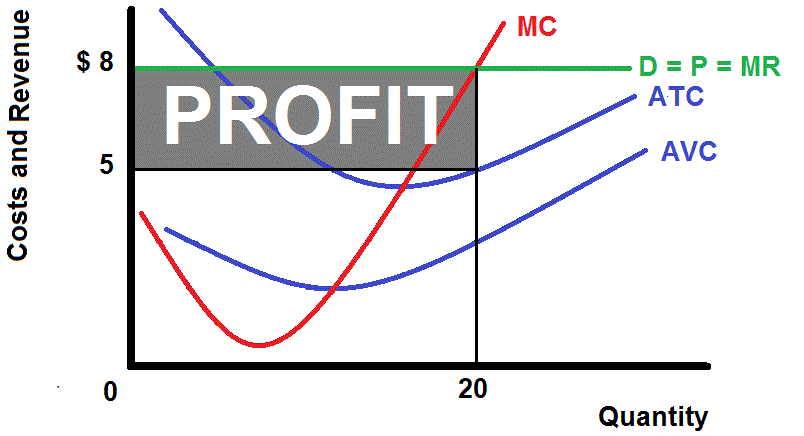 Costs and Revenue
MC
$ 8
D = P = MR
ATC
PROFIT
AVC
5
0
20
Quantity